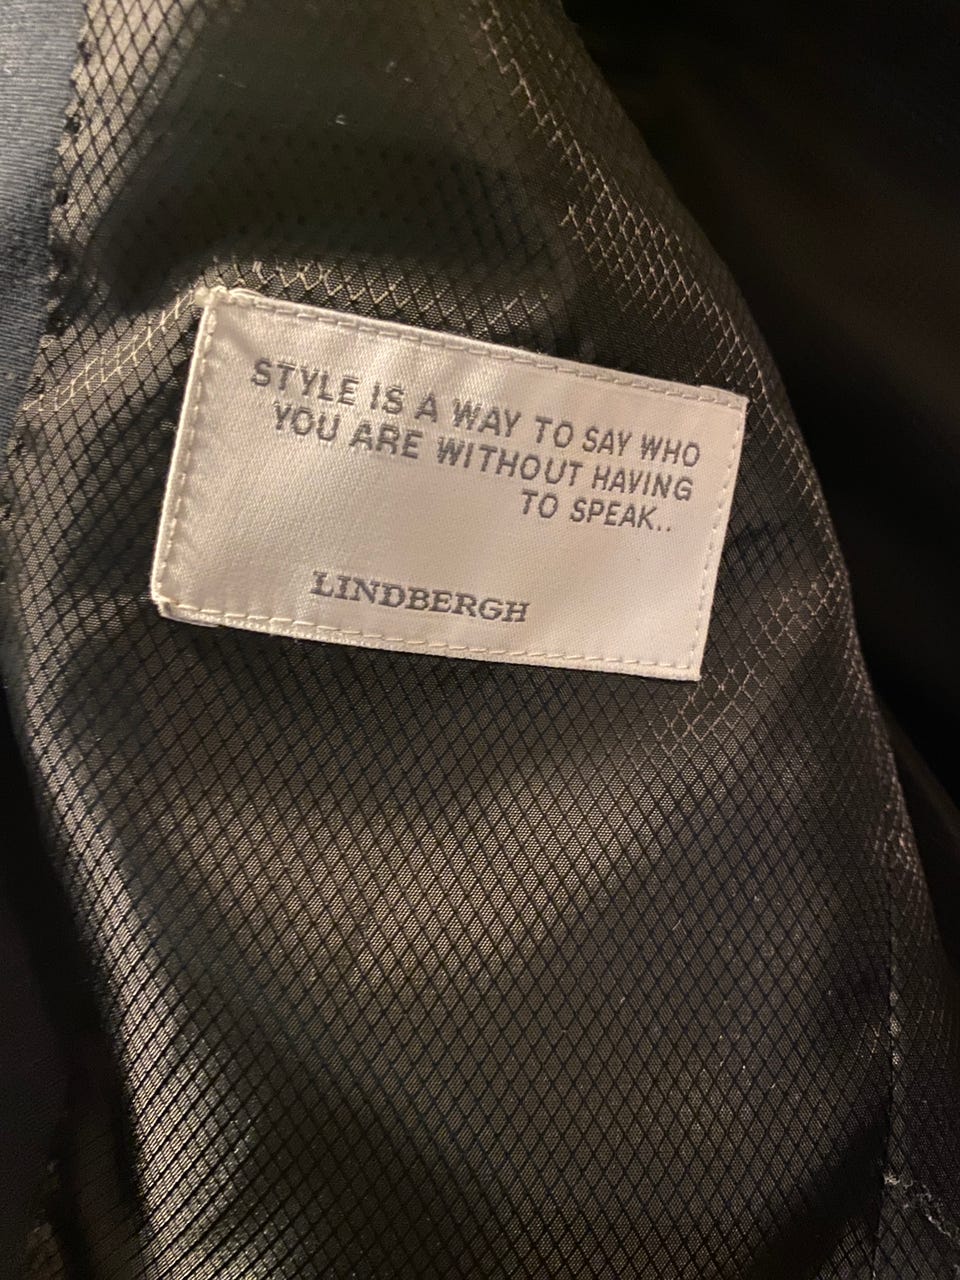 STYLE IS A WAY TO SAY WHO
YOU ARE WITHOUT HAVING
TO SPEAK..
LINDBERGH